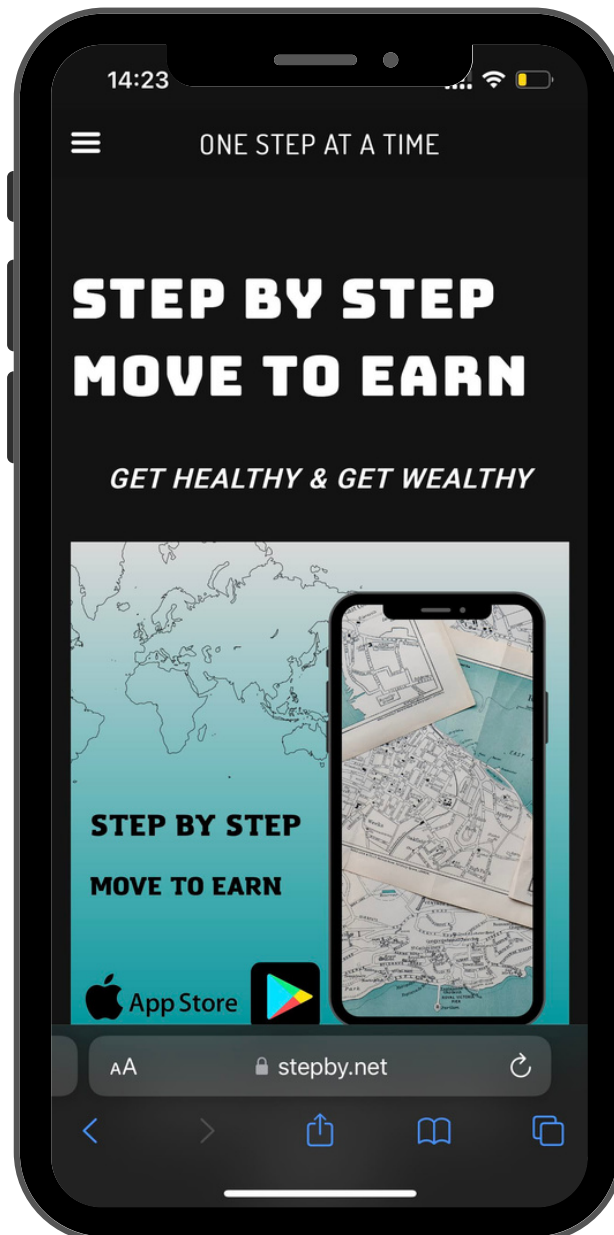 14:23
ONE STEP AT A TIME
STEP BY STEP
MOVE TO EARN
GET HEALTHY & GET WEALTHY
STEP BY STEP
MOVE TO EARN
App Store
AA
stepby.net